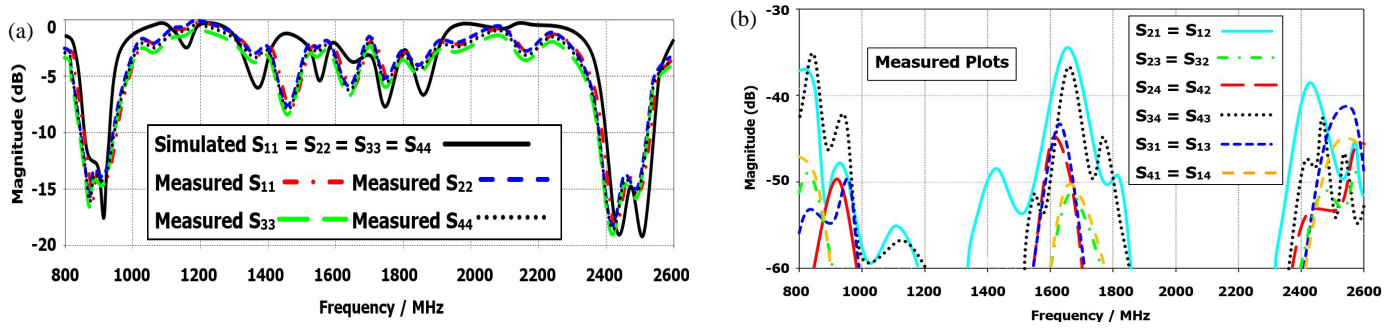 (a)
Magnitude (dB)
0
-5
-10
-15
-20
Simulated S11 = S22 = S33 = S44
Measured S11 Measured S22
Measured S33 Measured S44
800 1000 1200 1400 1600 1800 2000 2200 2400 2600
Frequency / MHz
(b)
Magnitude (dB)
-30
-40
-50
-60
Measured Plots
S21 = S12
S23 = S32
S24 = S42
S34 = S43
S31 = S13
S41 = S14
800 1000 1200 1400 1600 1800 2000 2200 2400 2600
Frequency / MHz